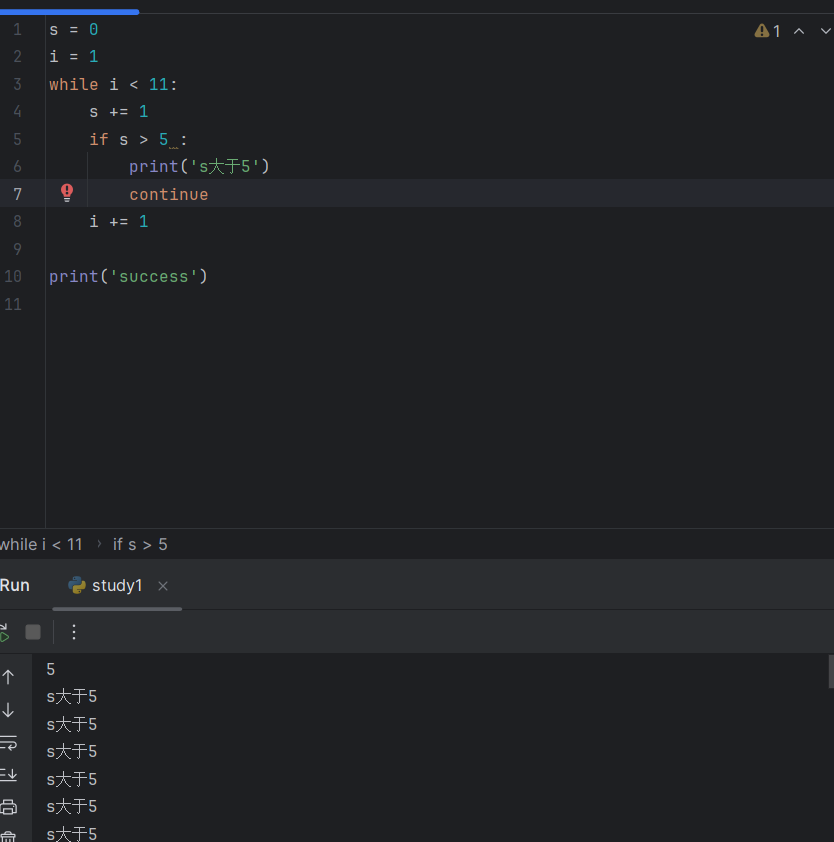 1 s = 0
2 i = 1
3 while i < 11:
4     s += 1
5     if s > 5 :
6         print('s大于5')
7         continue
8     i += 1
9
10 print('success')
11
1
while i < 11 › if s > 5
Run study1
5
s大于5
s大于5
s大于5
s大于5
s大于5
s大于5